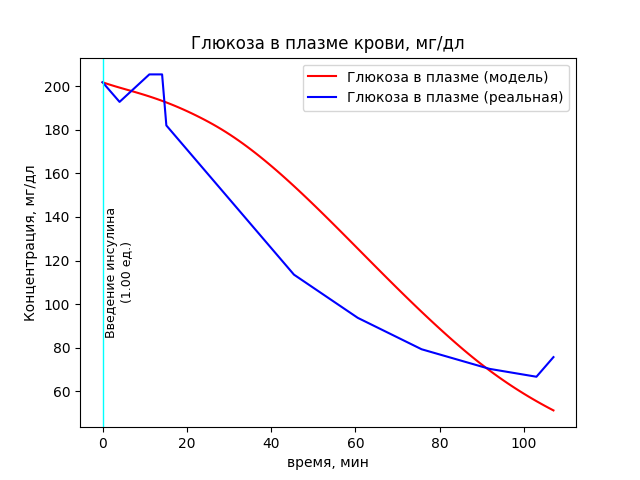 Глюкоза в плазме крови, мг/дл
Глюкоза в плазме (модель)
Глюкоза в плазме (реальная)
Концентрация, мг/дл
200
180
160
140
120
100
80
60
Введение инсулина
(1.00 ед.)
0
20
40
60
80
100
время, мин